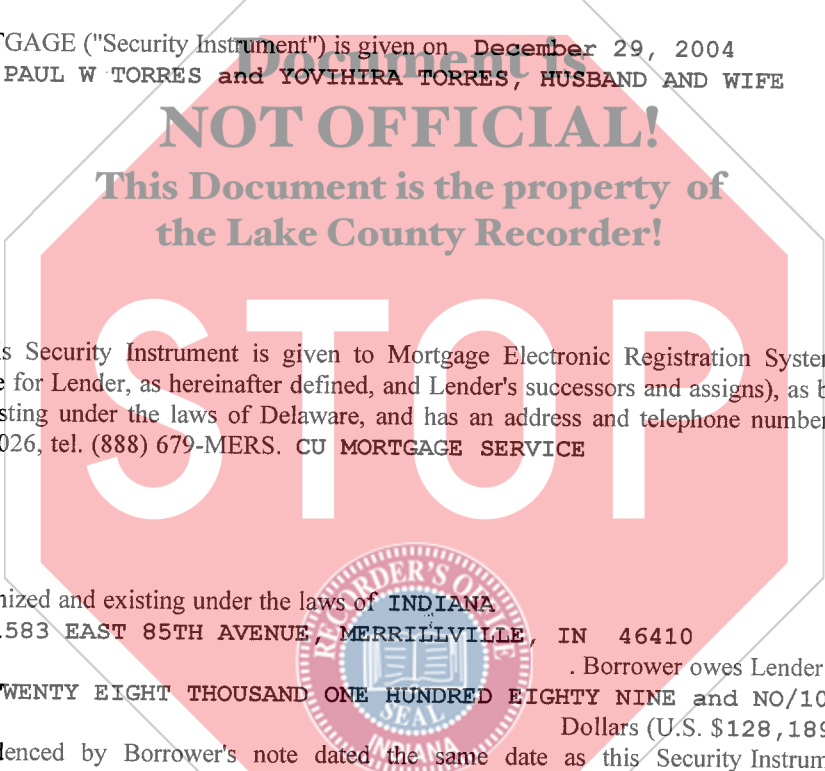 TGAGE ("Security Instrument") is given on December 29, 2004
Document is
PAUL W TORRES and YOVIHIRA TORRES, HUSBAND AND WIFE
NOT OFFICIAL!
This Document is the property of
the Lake County Recorder!
STOP
s Security Instrument is given to Mortgage Electronic Registration System
e for Lender, as hereinafter defined, and Lender's successors and assigns), as b
sting under the laws of Delaware, and has an address and telephone number
026, tel. (888) 679-MERS. CU MORTGAGE SERVICE
RECORDER'S OFFICE
nized and existing under the laws of INDIANA
1583 EAST 85TH AVENUE, MERRILLVILLE, IN 46410
. Borrower owes Lender
TWENTY EIGHT THOUSAND ONE HUNDRED EIGHTY NINE and NO/10
SEAL
Dollars (U.S. $128,189
INDIANA
denced by Borrower's note dated the same date as this Security Instrum